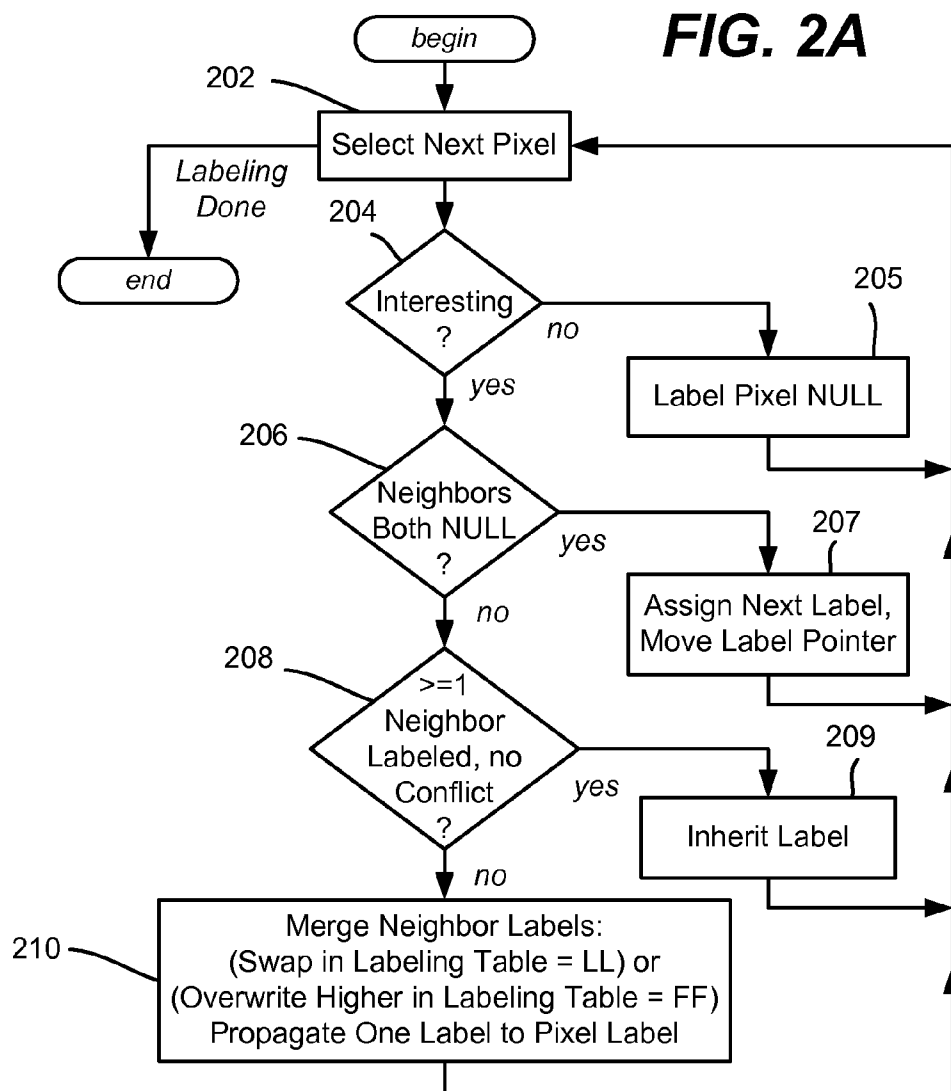 FIG. 2A
begin
202
Select Next Pixel
Labeling
Done
end
204
Interesting
?
no
yes
205
Label Pixel NULL
206
Neighbors
Both NULL
?
yes
no
207
Assign Next Label,
Move Label Pointer
208
>=1
Neighbor
Labeled, no
Conflict
?
yes
no
209
Inherit Label
210
Merge Neighbor Labels:
(Swap in Labeling Table = LL) or
(Overwrite Higher in Labeling Table = FF)
Propagate One Label to Pixel Label